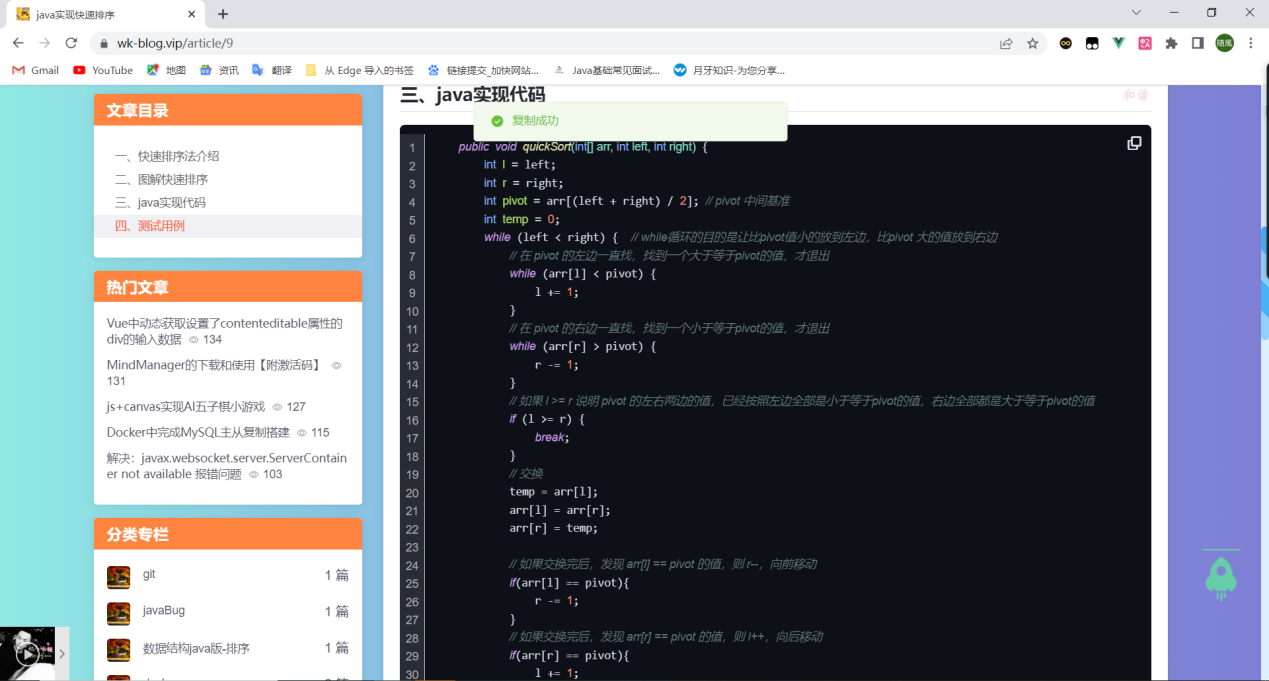 java实现快速排序
wk-blog.vip/article/9
随風
Gmail
YouTube
地图
资讯
翻译
从 Edge 导入的书签
链接提交_加快网站...
Java基础常见面试...
月牙知识-为您分享...
文章目录
一、快速排序法介绍
二、图解快速排序
三、java实现代码
四、测试用例
热门文章
Vue中动态获取设置了contenteditable属性的
div的输入数据 134
MindManager的下载和使用【附激活码】
131
js+canvas实现AI五子棋小游戏 127
Docker中完成MySQL主从复制搭建 115
解决：javax.websocket.server.ServerContain
er not available 报错问题 103
分类专栏
git 1 篇
javaBug 1 篇
数据结构java版-排序 1 篇
三、java实现代码
和谐
复制成功
1 public void quickSort(int[] arr, int left, int right) {
2 int l = left;
3 int r = right;
4 int pivot = arr[(left + right) / 2]; // pivot 中间基准
5 int temp = 0;
6 while (left < right) { // while循环的目的是让比pivot值小的放到左边，比pivot 大的值放到右边
7 // 在 pivot 的左边一直找，找到一个大于等于pivot的值，才退出
8 while (arr[l] < pivot) {
9 l += 1;
10 }
11 // 在 pivot 的右边一直找，找到一个小于等于pivot的值，才退出
12 while (arr[r] > pivot) {
13 r -= 1;
14 }
15 // 如果 l >= r 说明 pivot 的左右两边的值，已经按照左边全部是小于等于pivot的值，右边全部都是大于等于pivot的值
16 if (l >= r) {
17 break;
18 }
19 // 交换
20 temp = arr[l];
21 arr[l] = arr[r];
22 arr[r] = temp;
23
24 // 如果交换完后，发现 arr[l] == pivot 的值，则 r--，向前移动
25 if(arr[l] == pivot){
26 r -= 1;
27 }
28 // 如果交换完后，发现 arr[r] == pivot 的值，则 l++，向后移动
29 if(arr[r] == pivot){
30 l += 1;